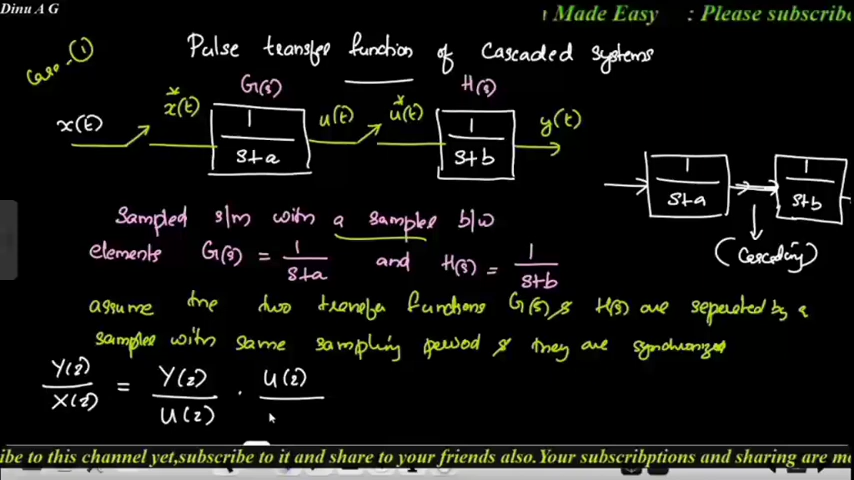 Dinu A G
Made Easy : Please subscribe
Case - ①
Pulse transfer function of Cascaded systems
G(s) H(s)
x(t) x*(t) 1/s+a u(t) u*(t) 1/s+b y(t)
1/s+a 1/s+b
(Cascading)
Sampled s/m with a sampler b/w
elements G(s) = 1/s+a and H(s) = 1/s+b
assume the two transfer functions G(s) & H(s) are seperated by a
sampler with same sampling period & they are synchronized
Y(z)/X(z) = Y(z)/U(z) · U(z)/
ibe to this channel yet,subscribe to it and share to your friends also.Your subscribptions and sharing are mo